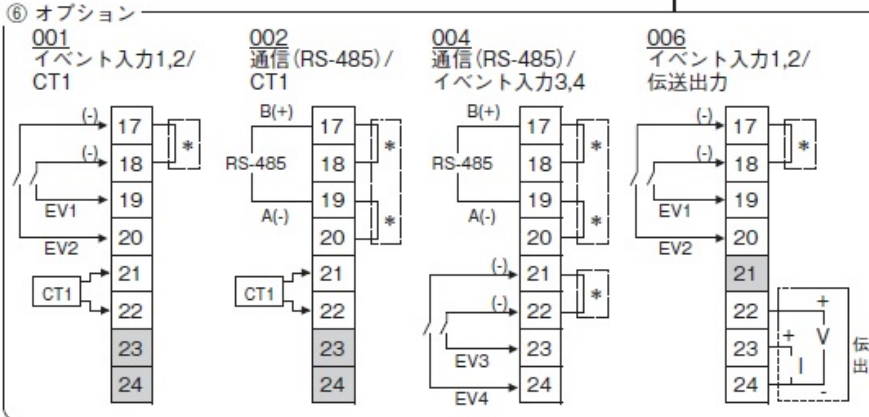 ⑥ オプション
001
イベント入力1,2/
CT1
(-)
17
*
(-)
18
19
EV1
20
EV2
21
CT1
22
23
24
002
通信(RS-485)/
CT1
B(+)
17
*
RS-485
18
19
A(-)
*
20
21
CT1
22
23
24
004
通信(RS-485)/
イベント入力3,4
B(+)
17
*
RS-485
18
19
A(-)
*
20
(-)
21
*
(-)
22
23
EV3
24
EV4
006
イベント入力1,2/
伝送出力
(-)
17
*
(-)
18
19
EV1
20
EV2
21
22
+
23
+
V
I
24
-
伝
出